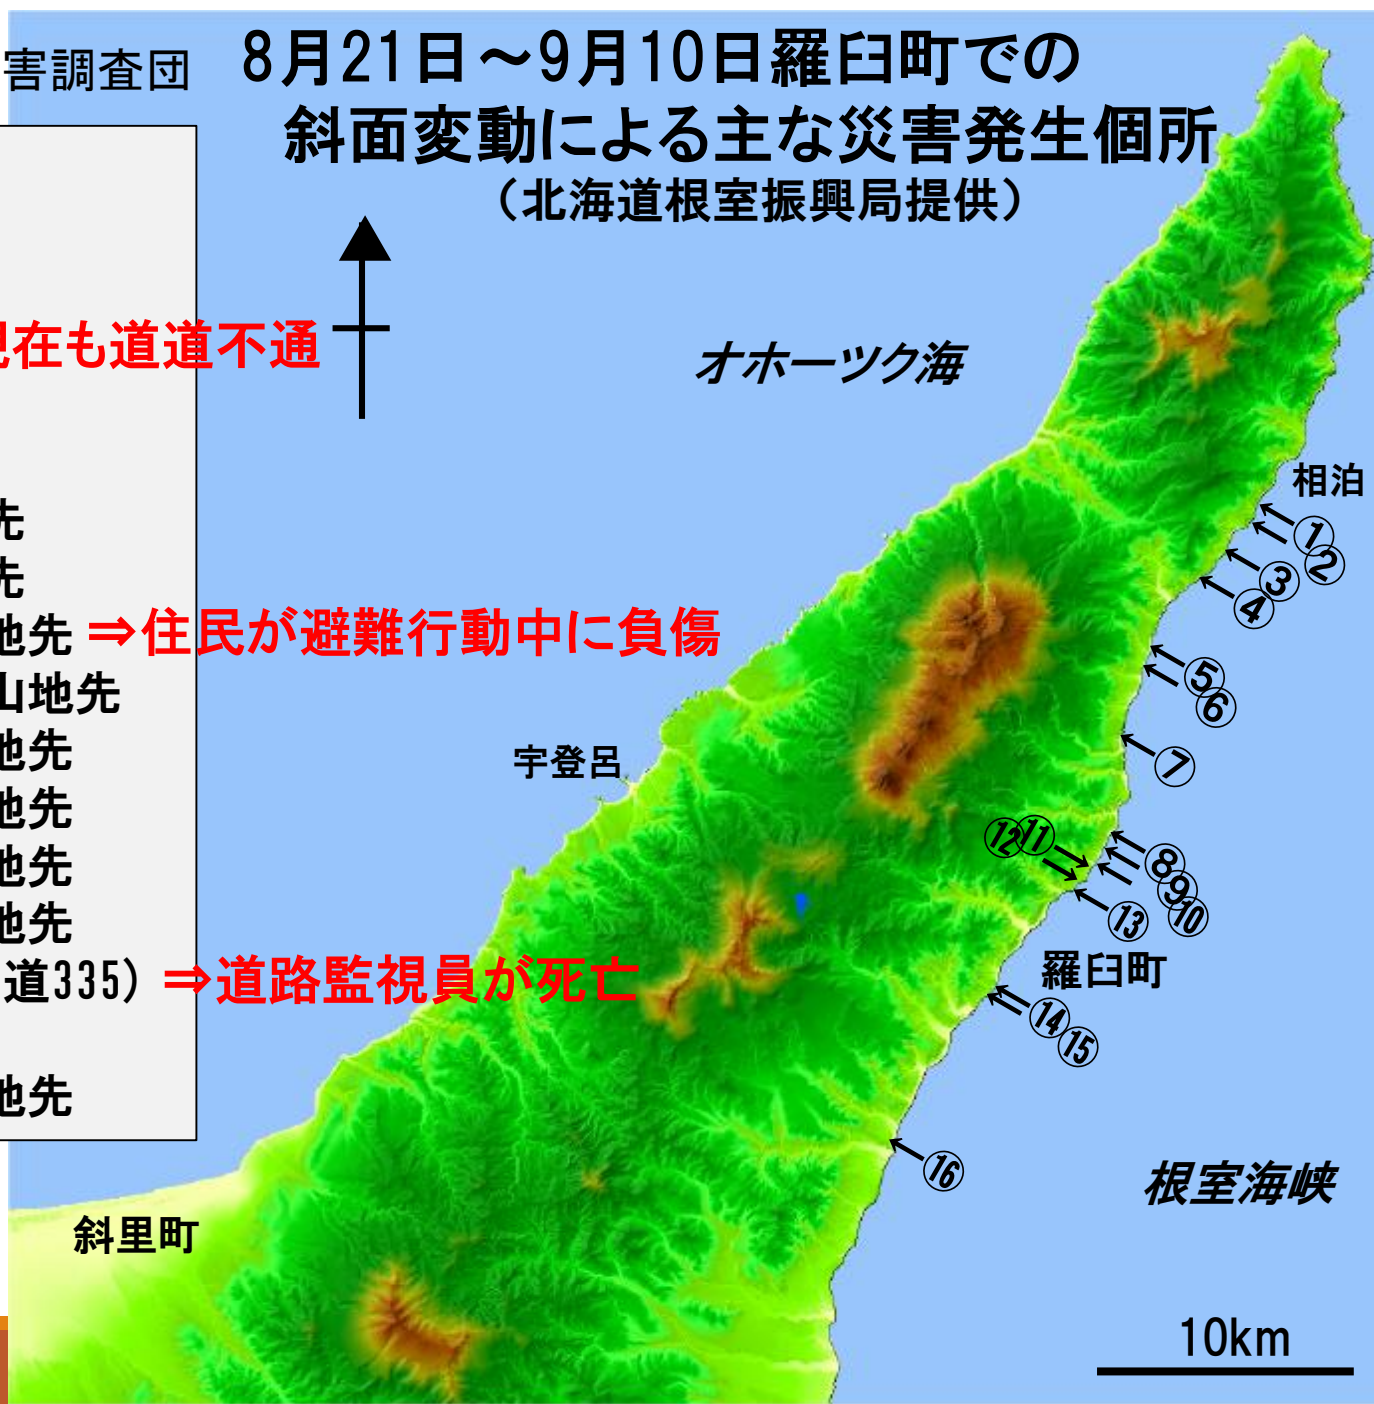 害調査団
8月21日～9月10日羅臼町での
斜面変動による主な災害発生個所
（北海道根室振興局提供）
現在も道道不通
先
先
地先 ⇒住民が避難行動中に負傷
山地先
地先
地先
地先
地先
道335) ⇒道路監視員が死亡
地先
オホーツク海
相泊
①
②
③
④
⑤
⑥
⑦
宇登呂
⑫ ⑪
⑧
⑨
⑩
⑬
羅臼町
⑭
⑮
⑯
根室海峡
斜里町
10km